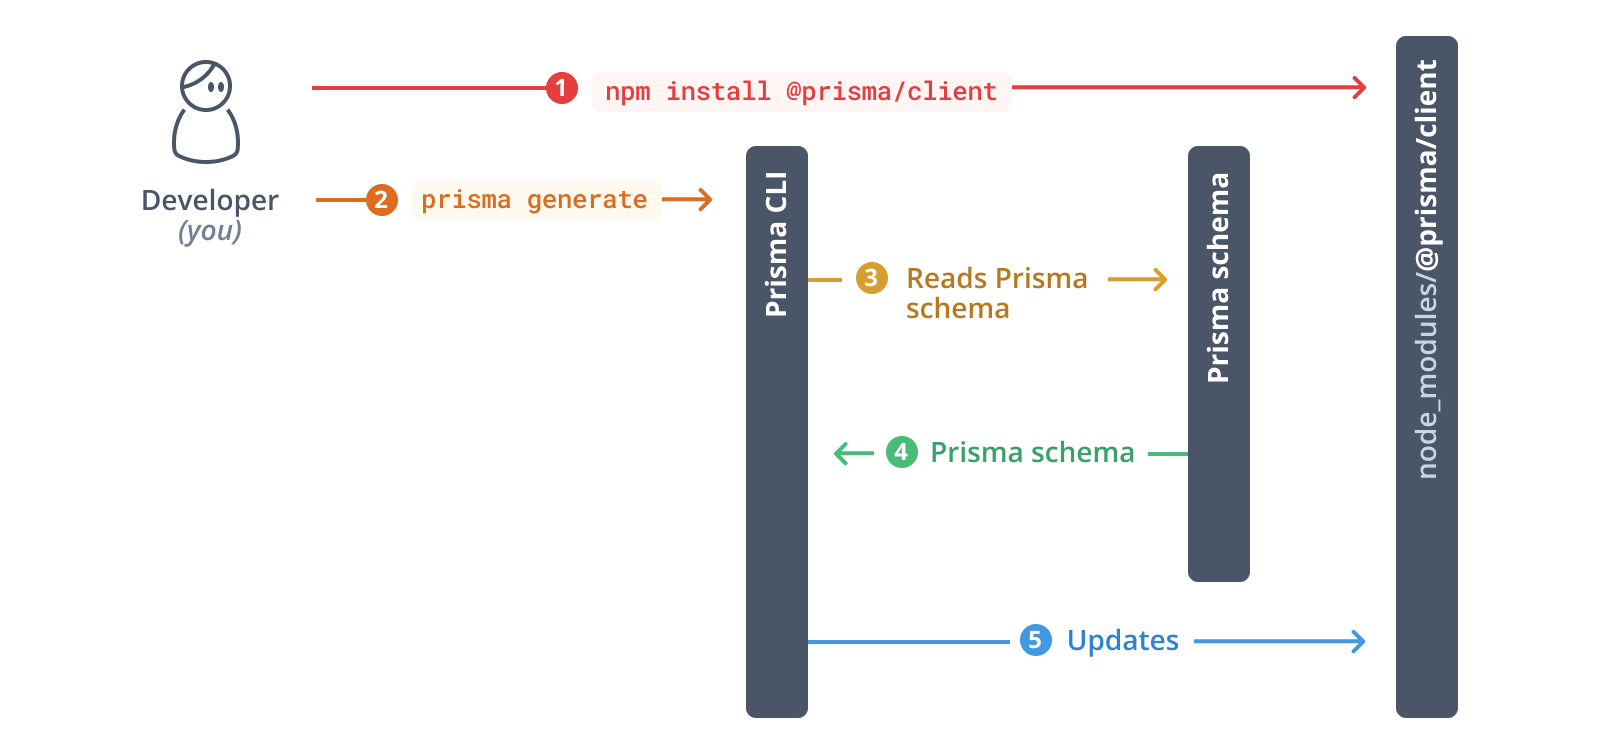 1 npm install @prisma/client
Developer
(you)
2 prisma generate
Prisma CLI
3 Reads Prisma
schema
Prisma schema
4 Prisma schema
5 Updates
node_modules/@prisma/client